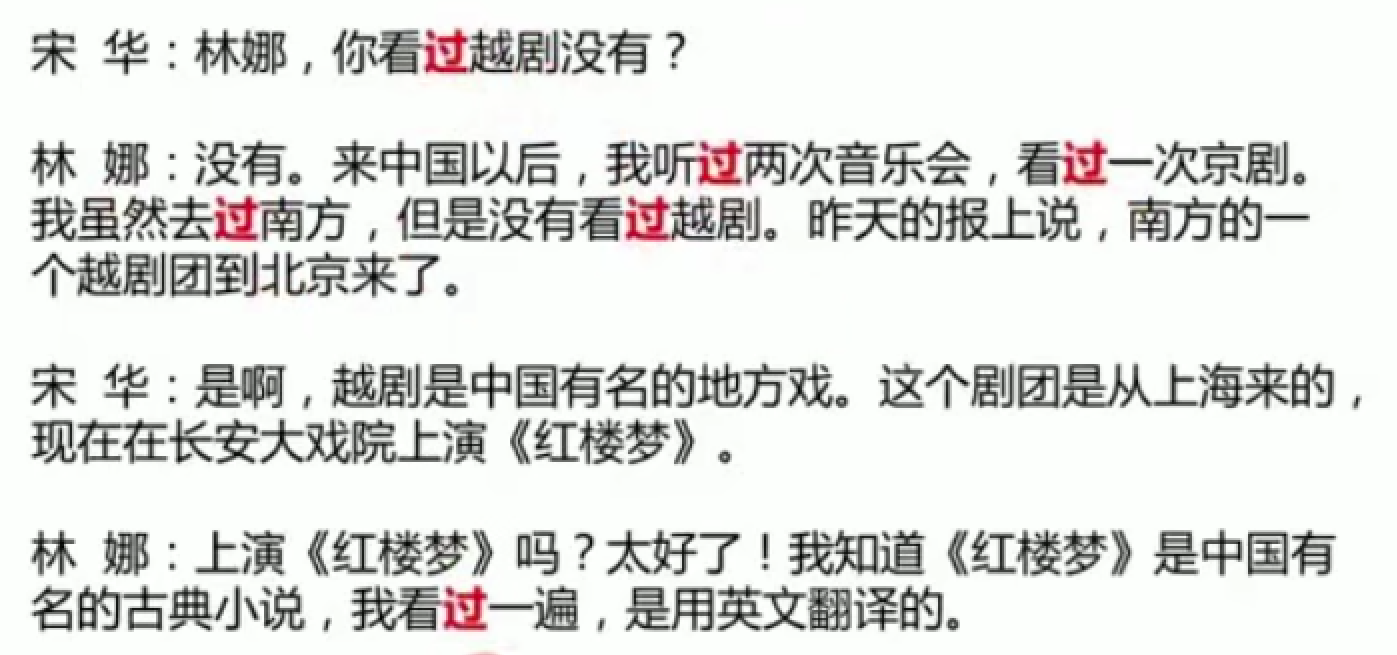 宋 华：林娜，你看过越剧没有？
林 娜：没有。来中国以后，我听过两次音乐会，看过一次京剧。
我虽然去过南方，但是没有看过越剧。昨天的报上说，南方的一
个越剧团到北京来了。
宋 华：是啊，越剧是中国有名的地方戏。这个剧团是从上海来的，
现在在长安大戏院上演《红楼梦》。
林 娜：上演《红楼梦》吗？太好了！我知道《红楼梦》是中国有
名的古典小说，我看过一遍，是用英文翻译的。